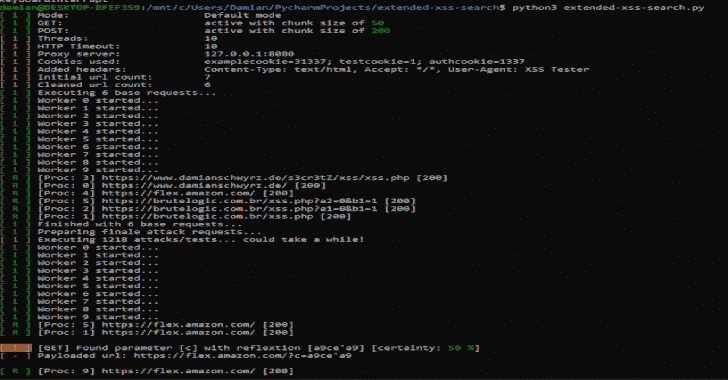 KeyboardInterrupt
damian@DESKTOP-BFEF3S9:/mnt/c/Users/Damian/PycharmProjects/extended-xss-search$ python3 extended-xss-search.py
[ i ] Mode: Default mode
[ i ] GET: active with chunk size of 50
[ i ] POST: active with chunk size of 200
[ i ] Threads: 10
[ i ] HTTP Timeout: 10
[ i ] Proxy server: 127.0.0.1:8080
[ i ] Cookies used: examplecookie=31337; testcookie=1; authcookie=1337
[ i ] Added headers: Content-Type: text/html, Accept: */*, User-Agent: XSS Tester
[ i ] Initial url count: 7
[ i ] Cleaned url count: 6
[ i ] Executing 6 base requests...
[ i ] Worker 0 started...
[ i ] Worker 1 started...
[ i ] Worker 2 started...
[ i ] Worker 3 started...
[ i ] Worker 4 started...
[ i ] Worker 5 started...
[ i ] Worker 6 started...
[ i ] Worker 7 started...
[ i ] Worker 8 started...
[ i ] Worker 9 started...
[ R ] [Proc: 3] https://www.damianschwyrz.de/s3cr3tZ/xss/xss.php [200]
[ R ] [Proc: 0] https://www.damianschwyrz.de/ [200]
[ R ] [Proc: 4] https://flex.amazon.com/ [200]
[ R ] [Proc: 5] https://brutelogic.com.br/xss.php?a2=0&b1=1 [200]
[ R ] [Proc: 2] https://brutelogic.com.br/xss.php?a1=0&b1=1 [200]
[ R ] [Proc: 1] https://brutelogic.com.br/xss.php [200]
[ i ] Finished with 6 base requests...
[ i ] Preparing finale attack requests...
[ i ] Executing 1218 attacks/tests... could take a while!
[ i ] Worker 0 started...
[ i ] Worker 1 started...
[ i ] Worker 2 started...
[ i ] Worker 3 started...
[ i ] Worker 4 started...
[ i ] Worker 5 started...
[ i ] Worker 6 started...
[ i ] Worker 7 started...
[ i ] Worker 8 started...
[ i ] Worker 9 started...
[ R ] [Proc: 5] https://flex.amazon.com/ [200]
[ R ] [Proc: 1] https://flex.amazon.com/ [200]
[ ! ] [GET] Found parameter [c] with reflextion [a9ce'a9] [certainty: 50 %]
[ - ] Payloaded url: https://flex.amazon.com/?c=a9ce'a9
[ R ] [Proc: 9] https://flex.amazon.com/ [200]